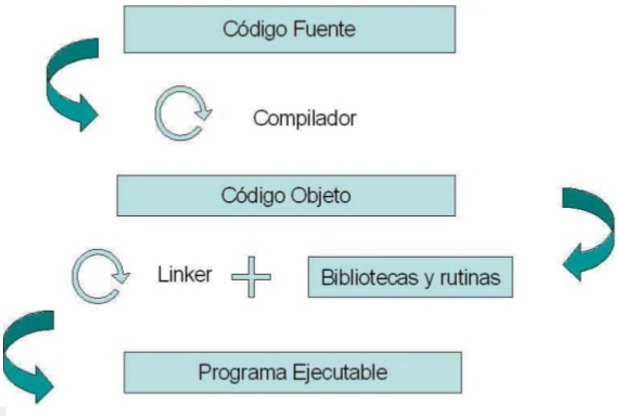 Código Fuente
Compilador
Código Objeto
Linker
Bibliotecas y rutinas
Programa Ejecutable